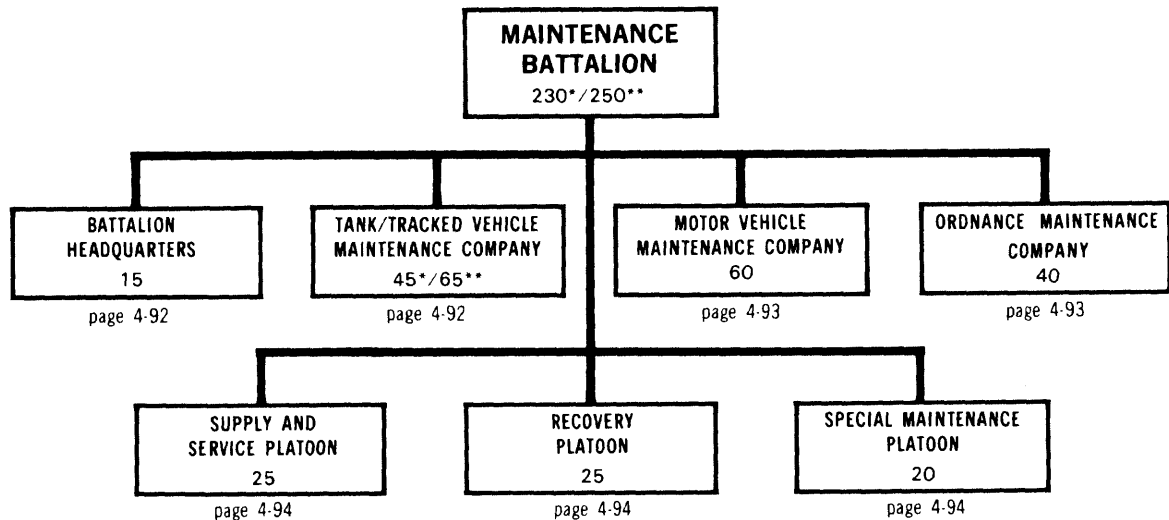 MAINTENANCE
BATTALION
230*/250**
BATTALION
HEADQUARTERS
15
page 4-92
TANK/TRACKED VEHICLE
MAINTENANCE COMPANY
45*/65**
page 4-92
MOTOR VEHICLE
MAINTENANCE COMPANY
60
page 4-93
ORDNANCE MAINTENANCE
COMPANY
40
page 4-93
SUPPLY AND
SERVICE PLATOON
25
page 4-94
RECOVERY
PLATOON
25
page 4-94
SPECIAL MAINTENANCE
PLATOON
20
page 4-94